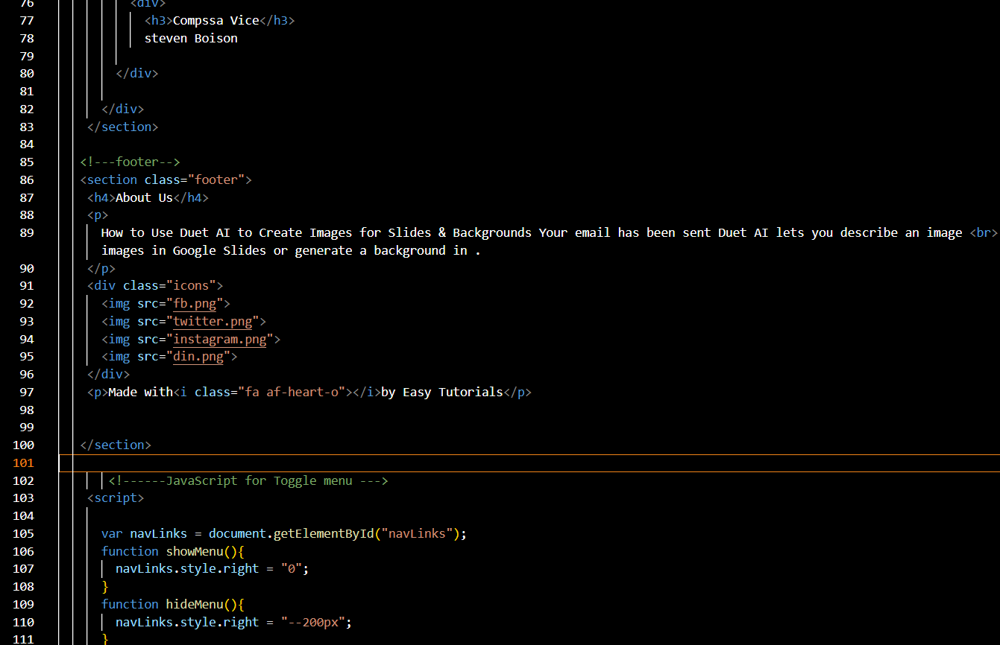 76 <div>
77 <h3>Compssa Vice</h3>
78 steven Boison
79
80 </div>
81
82 </div>
83 </section>
84
85 <!---footer-->
86 <section class="footer">
87 <h4>About Us</h4>
88 <p>
89 How to Use Duet AI to Create Images for Slides & Backgrounds Your email has been sent Duet AI lets you describe an image <br>
images in Google Slides or generate a background in .
90 </p>
91 <div class="icons">
92 <img src="fb.png">
93 <img src="twitter.png">
94 <img src="instagram.png">
95 <img src="din.png">
96 </div>
97 <p>Made with<i class="fa af-heart-o"></i>by Easy Tutorials</p>
98
99
100 </section>
101
102 <!------JavaScript for Toggle menu --->
103 <script>
104
105 var navLinks = document.getElementById("navLinks");
106 function showMenu(){
107 navLinks.style.right = "0";
108 }
109 function hideMenu(){
110 navLinks.style.right = "--200px";
111 }